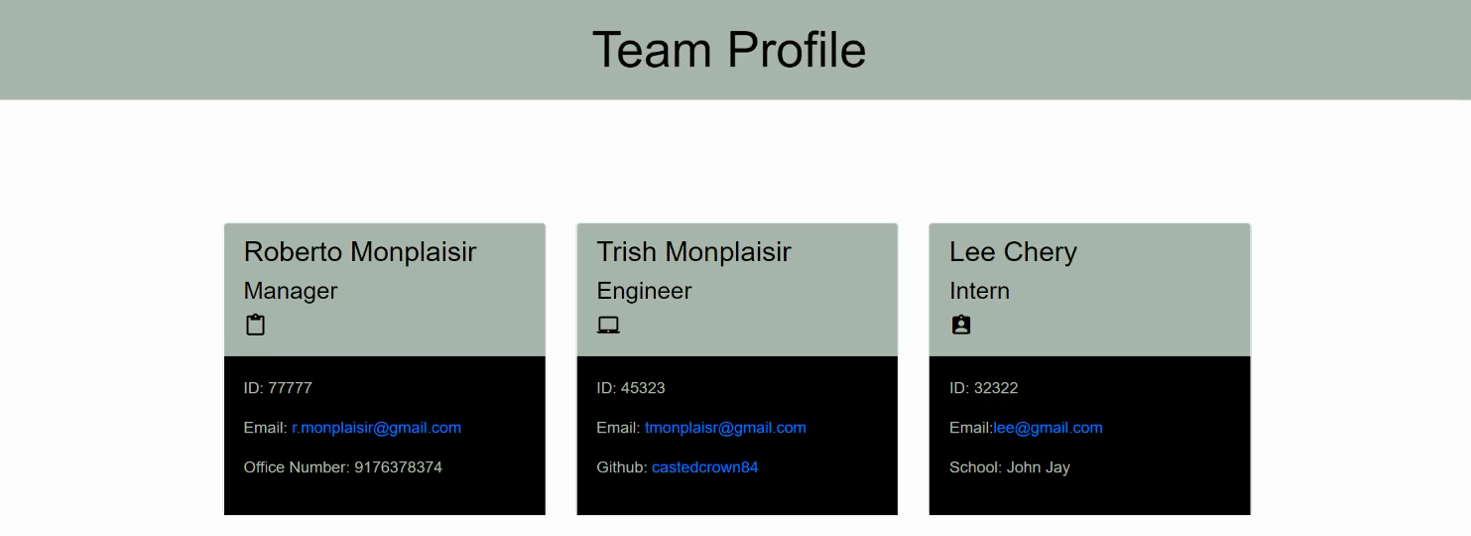 Team Profile
Roberto Monplaisir
Manager
ID: 77777
Email: r.monplaisir@gmail.com
Office Number: 9176378374
Trish Monplaisir
Engineer
ID: 45323
Email: tmonplaisr@gmail.com
Github: castedcrown84
Lee Chery
Intern
ID: 32322
Email:lee@gmail.com
School: John Jay